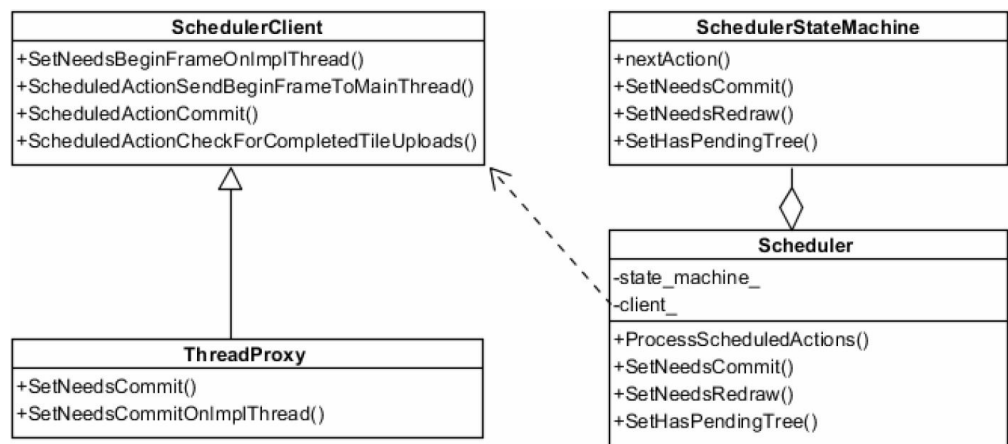 SchedulerClient
+SetNeedsBeginFrameOnImplThread()
+ScheduledActionSendBeginFrameToMainThread()
+ScheduledActionCommit()
+ScheduledActionCheckForCompletedTileUploads()
SchedulerStateMachine
+nextAction()
+SetNeedsCommit()
+SetNeedsRedraw()
+SetHasPendingTree()
ThreadProxy
+SetNeedsCommit()
+SetNeedsCommitOnImplThread()
Scheduler
-state_machine_
-client_
+ProcessScheduledActions()
+SetNeedsCommit()
+SetNeedsRedraw()
+SetHasPendingTree()